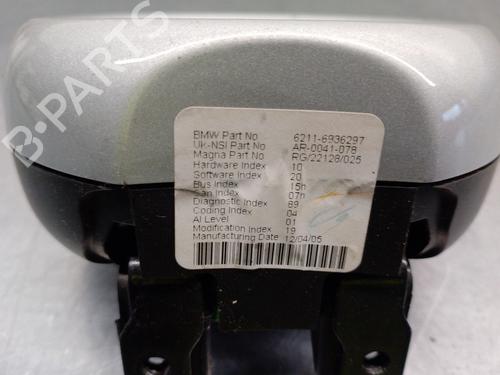 BMW Part No 6211-6936297
UK-NSI Part No AR-0041-078
Magna Part No RG/22128/025
Hardware Index 10
Software Index 20
Bus Index 15h
Can Index 07h
Diagnostic Index 89
Coding Index 04
AI Level 01
Modification Index 19
Manufacturing Date 12/04/05